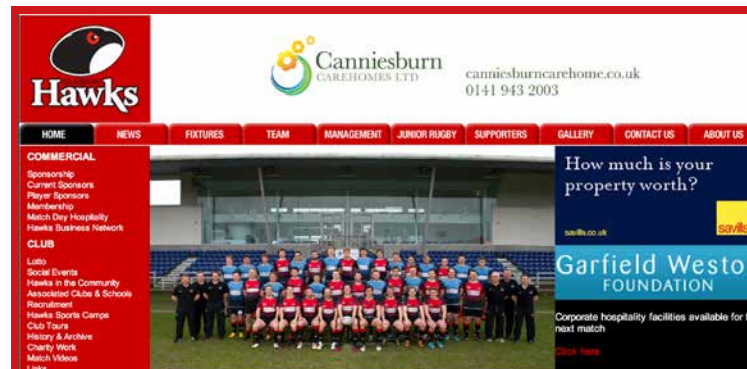 Hawks
Canniesburn
CAREHOMES LTD
canniesburncarehome.co.uk
0141 943 2003
HOME NEWS FIXTURES TEAM MANAGEMENT JUNIOR RUGBY SUPPORTERS GALLERY CONTACT US ABOUT US
COMMERCIAL
Sponsorship
Current Sponsors
Player Sponsors
Membership
Match Day Hospitality
Hawks Business Network
CLUB
Lotto
Social Events
Hawks in the Community
Associated Clubs & Schools
Recruitment
Hawks Sports Camps
Club Tours
History & Archive
Charity Work
Match Videos
Links
How much is your
property worth?
savills.co.uk
savills
Garfield Westo
FOUNDATION
Corporate hospitality facilities available for t
next match
Click here